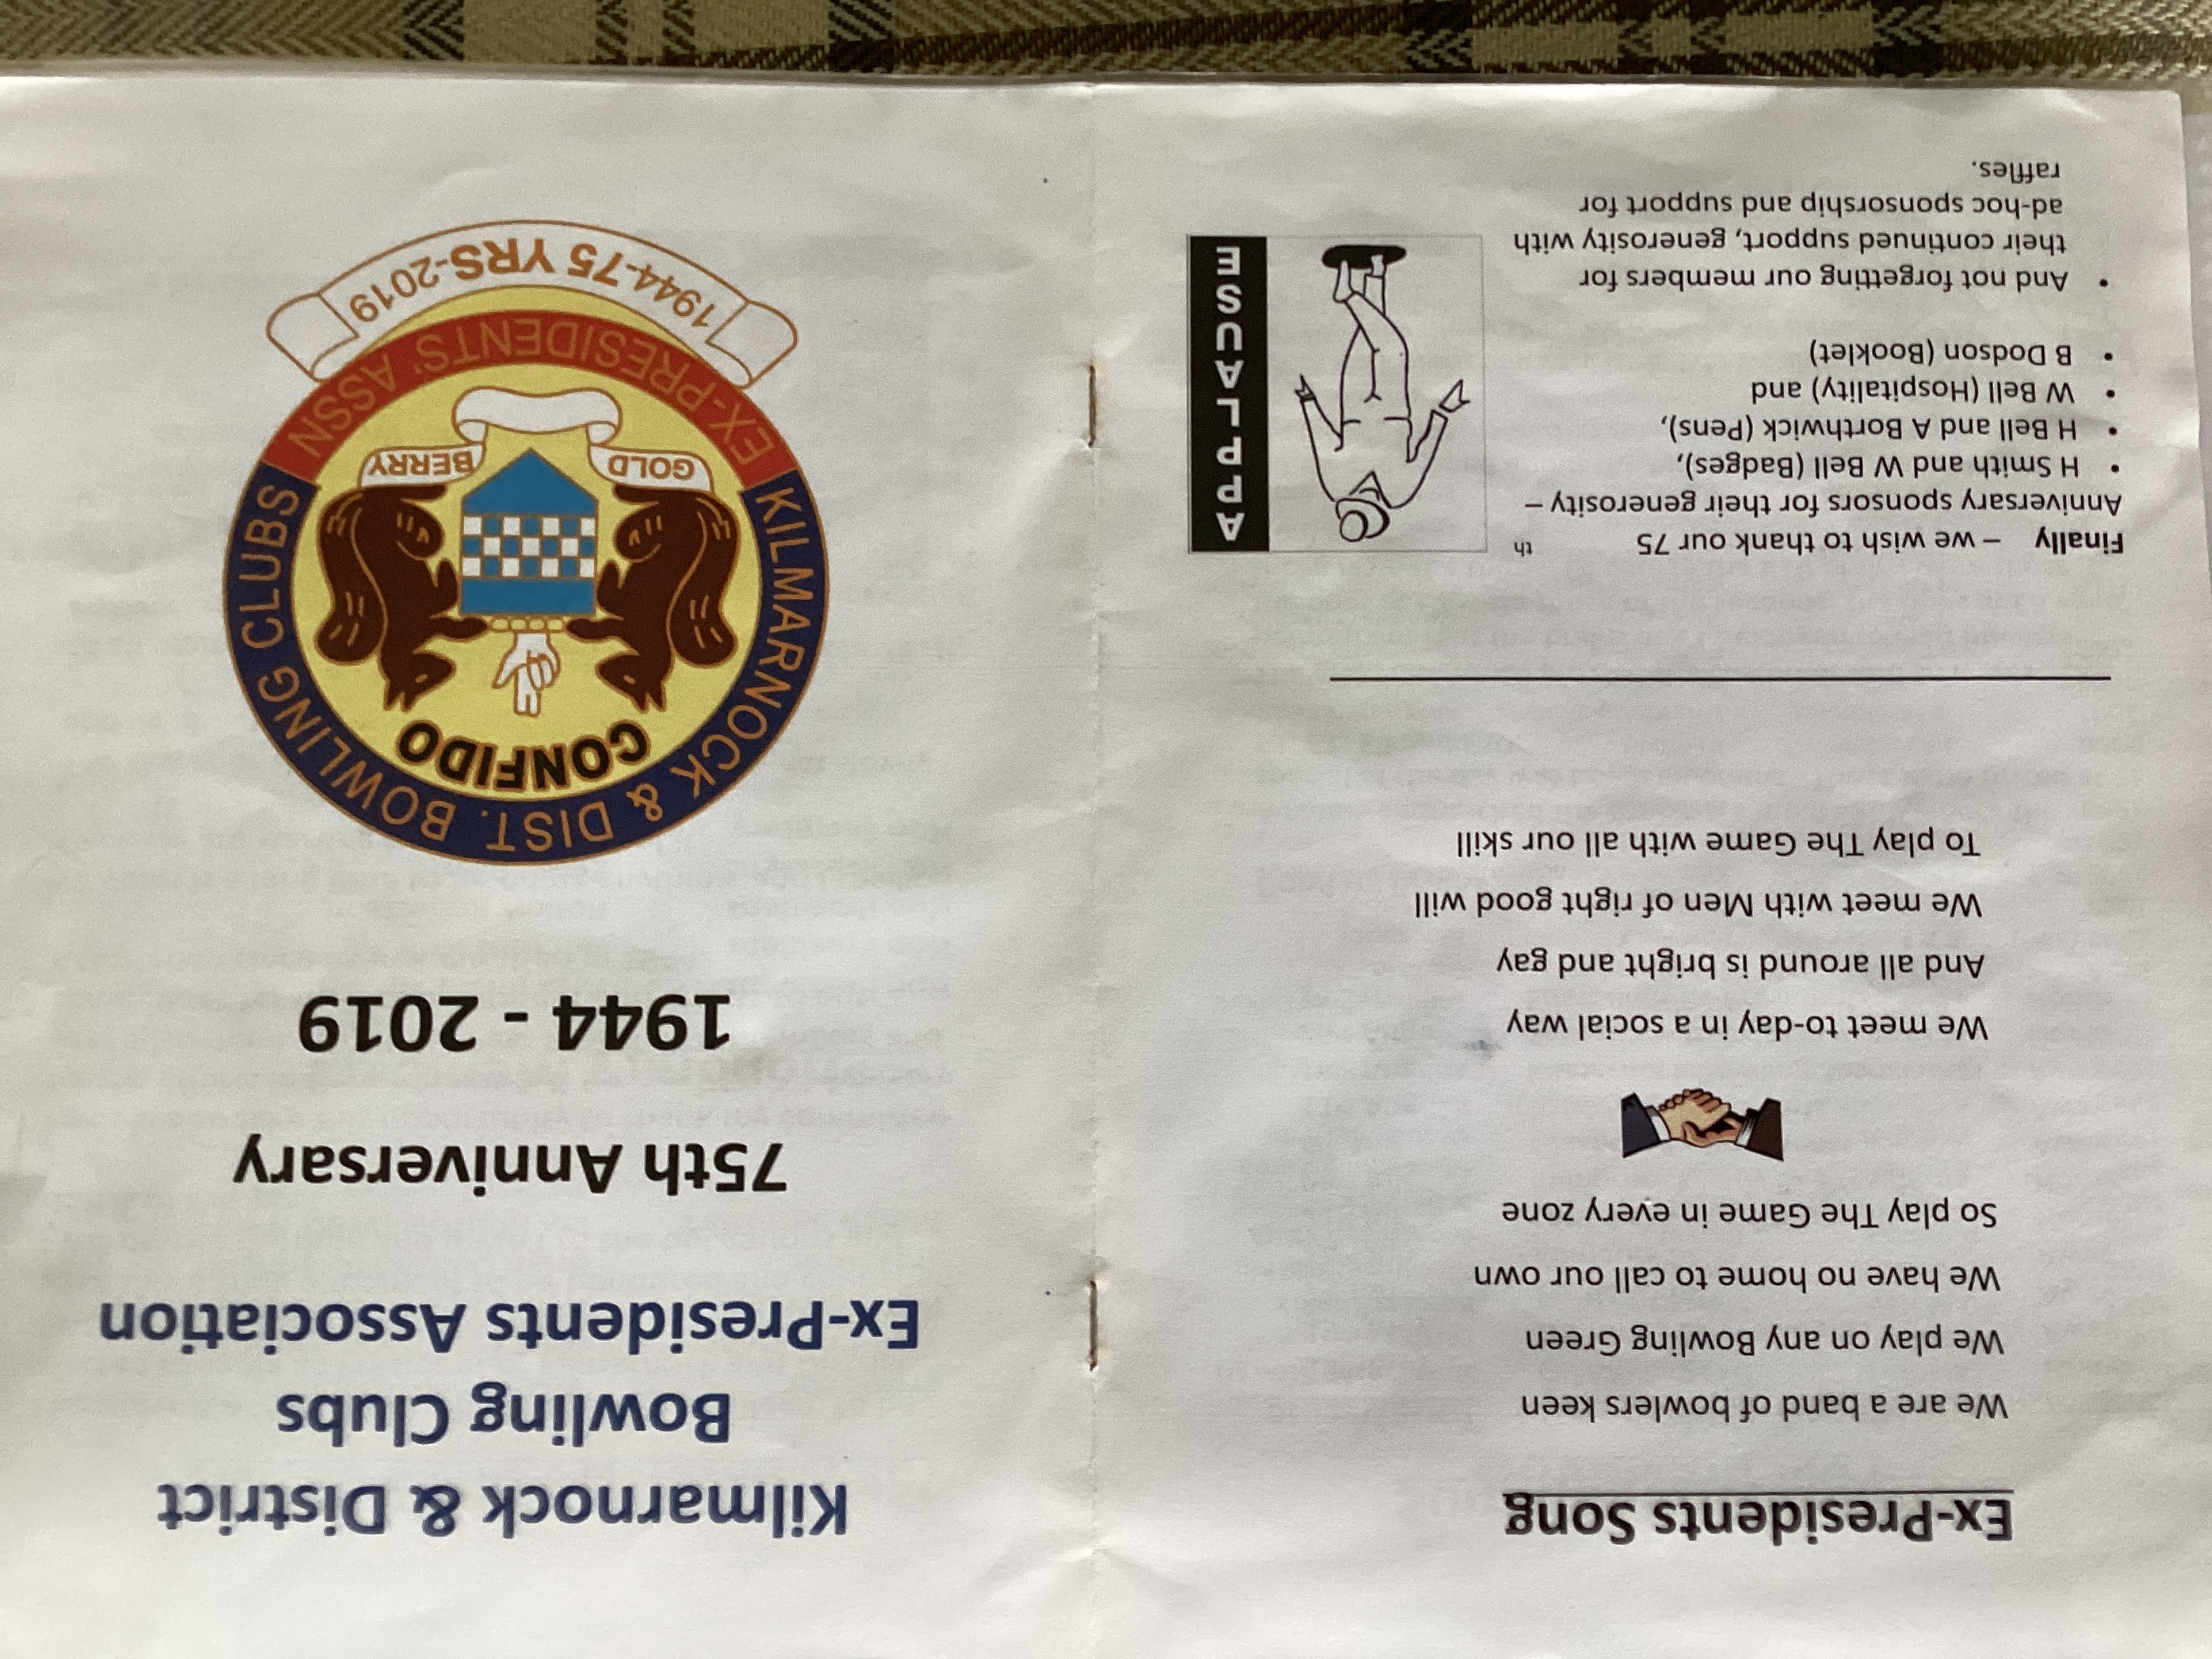 Ex-Presidents Song
We are a band of bowlers keen
We play on any Bowling Green
We have no home to call our own
So play The Game in every zone
We meet to-day in a social way
And all around is bright and gay
We meet with Men of right good will
To play The Game with all our skill
Finally – we wish to thank our 75th
Anniversary sponsors for their generosity –
• H Smith and W Bell (Badges),
• H Bell and A Borthwick (Pens),
• W Bell (Hospitality) and
• B Dodson (Booklet)
• And not forgetting our members for
their continued support, generosity with
ad-hoc sponsorship and support for
raffles.
APPLAUSE
Kilmarnock & District
Bowling Clubs
Ex-Presidents Association
75th Anniversary
1944 - 2019
KILMARNOCK & DIST. BOWLING CLUBS
CONFIDO
GOLD BERRY
EX-PRESIDENTS' ASSN
1944-75 YRS-2019